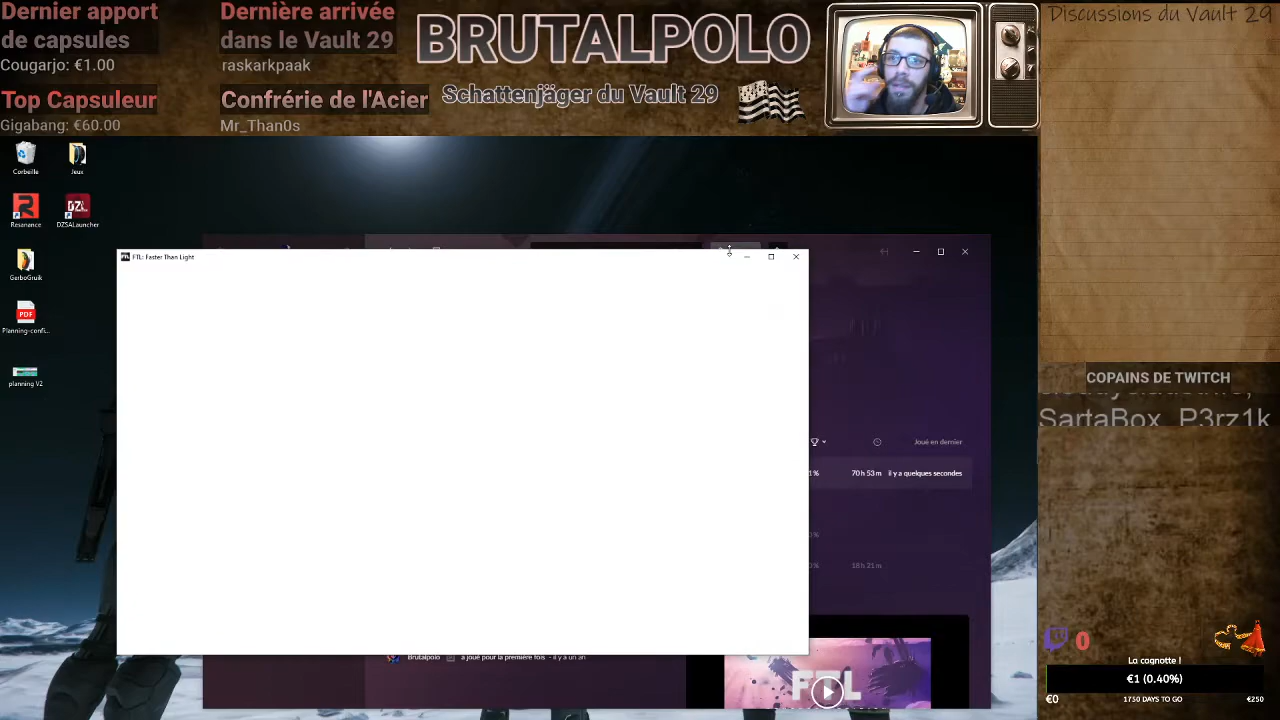 Dernier apport
de capsules
Cougarjo: €1.00
Top Capsuleur
Gigabang: €60.00
Dernière arrivée
dans le Vault 29
raskarkpaak
Confrérie de l'Acier
Mr_Than0s
BRUTALPOLO
Schattenjäger du Vault 29
Discussions du Vault 29
Corbeille
Jeux
Resonance
DZSALauncher
GerboGruik
Planning-confi...
planning V2
FTL: Faster Than Light
Joué en dernier
70 h 53 m
il y a quelques secondes
18 h 21 m
Brutalpolo
a joué pour la première fois - il y a un an
FTL
COPAINS DE TWITCH
SartaBox, P3rz1k
0
La cagnotte !
€1 (0.40%)
€0
1750 DAYS TO GO
€250